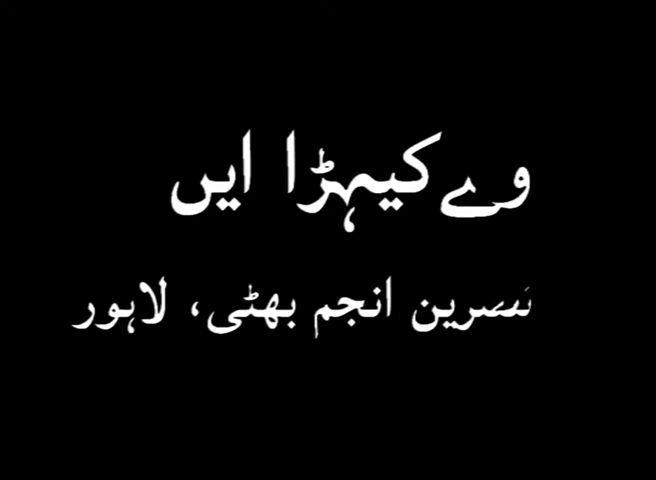 وے کیہڑا ایں
نسرین انجم بھٹی، لاہور